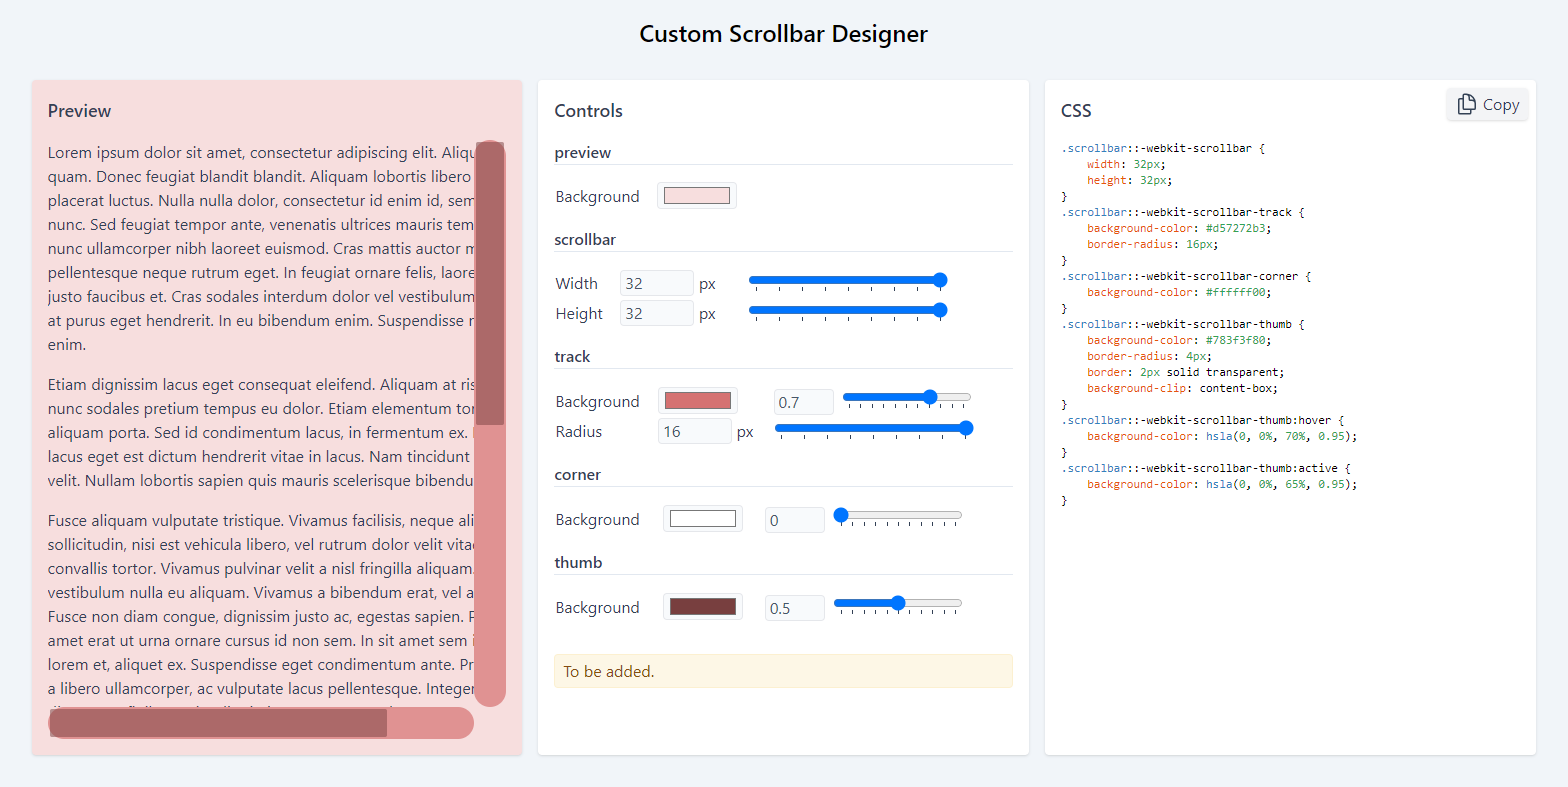 Custom Scrollbar Designer
Preview
Lorem ipsum dolor sit amet, consectetur adipiscing elit.
quam. Donec feugiat blandit blandit. Aliquam lobortis libero
placerat luctus. Nulla nulla dolor, consectetur id enim id, sem
nunc. Sed feugiat tempor ante, venenatis ultrices mauris tem
nunc ullamcorper nibh laoreet euismod. Cras mattis auctor
pellentesque neque rutrum eget. In feugiat ornare felis,
justo faucibus et. Cras sodales interdum dolor vel vestibulum
at purus eget hendrerit. In eu bibendum enim. Suspendisse
enim.
Etiam dignissim lacus eget consequat eleifend. Aliquam at
nunc sodales pretium tempus eu dolor. Etiam elementum
aliquam porta. Sed id condimentum lacus, in fermentum ex.
lacus eget est dictum hendrerit vitae in lacus. Nam tincidunt
velit. Nullam lobortis sapien quis mauris scelerisque
Fusce aliquam vulputate tristique. Vivamus facilisis, neque
sollicitudin, nisi est vehicula libero, vel rutrum dolor velit
convallis tortor. Vivamus pulvinar velit a nisl fringilla aliquam.
vestibulum nulla eu aliquam. Vivamus a bibendum erat, vel a
Fusce non diam congue, dignissim justo ac, egestas sapien.
amet erat ut urna ornare cursus id non sem. In sit amet sem
lorem et, aliquet ex. Suspendisse eget condimentum ante.
a libero ullamcorper, ac vulputate lacus pellentesque. Integer
Controls
preview
Background
scrollbar
Width 32 px
Height 32 px
track
Background 0.7
Radius 16 px
corner
Background 0
thumb
Background 0.5
To be added.
CSS
Copy
.scrollbar::-webkit-scrollbar {
width: 32px;
height: 32px;
}
.scrollbar::-webkit-scrollbar-track {
background-color: #d57272b3;
border-radius: 16px;
}
.scrollbar::-webkit-scrollbar-corner {
background-color: #ffffff00;
}
.scrollbar::-webkit-scrollbar-thumb {
background-color: #783f3f80;
border-radius: 4px;
border: 2px solid transparent;
background-clip: content-box;
}
.scrollbar::-webkit-scrollbar-thumb:hover {
background-color: hsla(0, 0%, 70%, 0.95);
}
.scrollbar::-webkit-scrollbar-thumb:active {
background-color: hsla(0, 0%, 65%, 0.95);
}